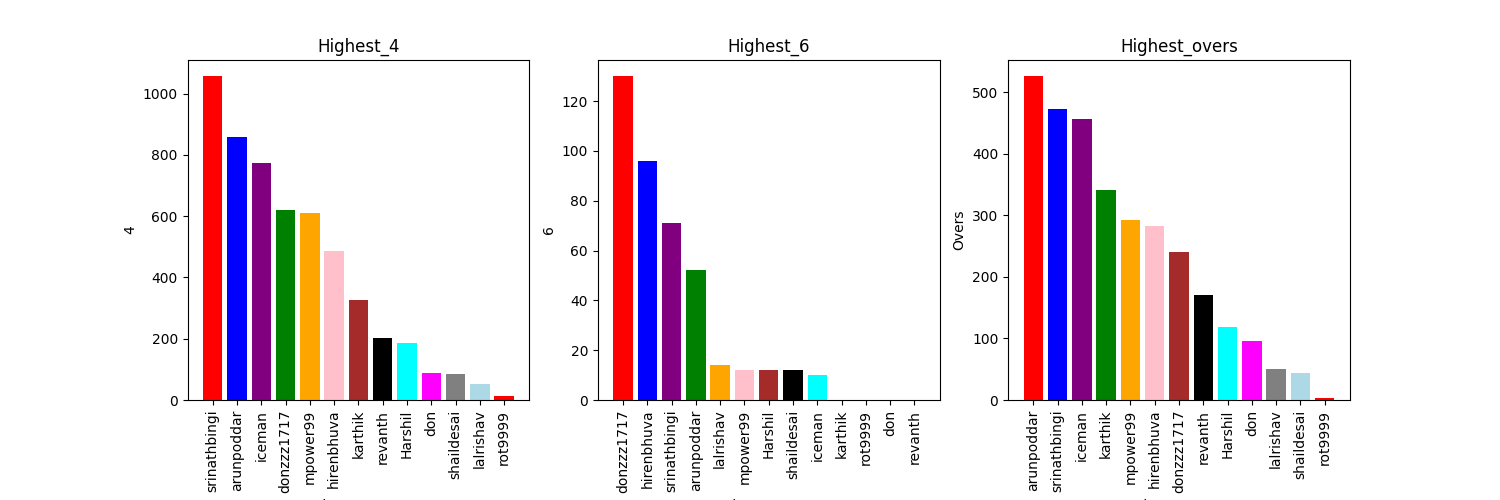 Highest_4
4
1000
800
600
400
200
0
srinathbingi
arunpoddar
iceman
donzzz1717
mpower99
hirenbhuva
karthik
revanth
Harshil
don
shaildesai
lalrishav
rot9999
Highest_6
6
120
100
80
60
40
20
0
donzzz1717
hirenbhuva
srinathbingi
arunpoddar
lalrishav
mpower99
Harshil
shaildesai
iceman
karthik
rot9999
don
revanth
Highest_overs
Overs
500
400
300
200
100
0
arunpoddar
srinathbingi
iceman
karthik
mpower99
hirenbhuva
donzzz1717
revanth
Harshil
don
lalrishav
shaildesai
rot9999